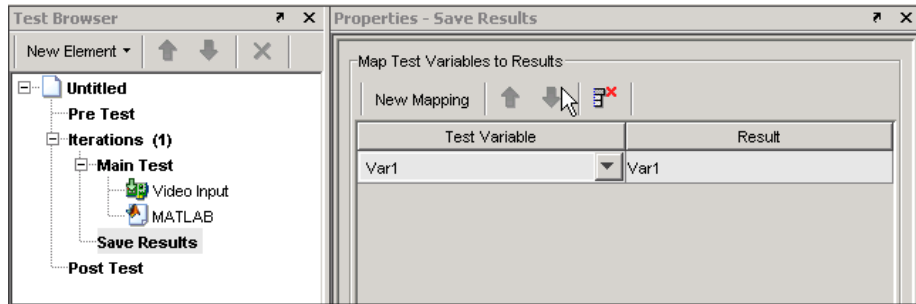 Test Browser
New Element
Untitled
Pre Test
Iterations (1)
Main Test
Video Input
MATLAB
Save Results
Post Test
Properties - Save Results
Map Test Variables to Results
New Mapping
Test Variable Result
Var1 Var1